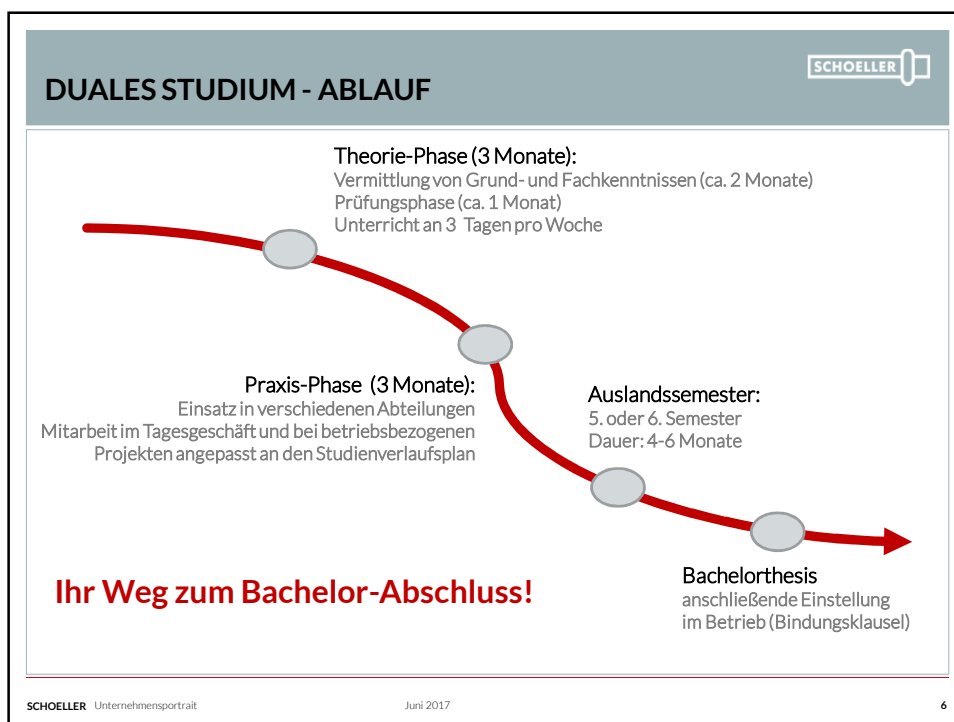 DUALES STUDIUM - ABLAUF
SCHOELLER
Theorie-Phase (3 Monate):
Vermittlung von Grund- und Fachkenntnissen (ca. 2 Monate)
Prüfungsphase (ca. 1 Monat)
Unterricht an 3 Tagen pro Woche
Praxis-Phase (3 Monate):
Einsatz in verschiedenen Abteilungen
Mitarbeit im Tagesgeschäft und bei betriebsbezogenen
Projekten angepasst an den Studienverlaufsplan
Auslandssemester:
5. oder 6. Semester
Dauer: 4-6 Monate
Ihr Weg zum Bachelor-Abschluss!
Bachelorthesis
anschließende Einstellung
im Betrieb (Bindungsklausel)
SCHOELLER Unternehmensportrait Juni 2017 6